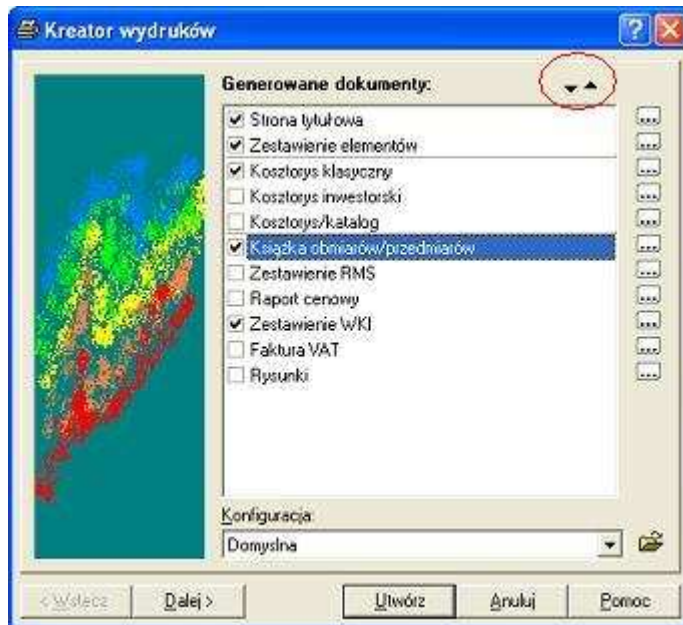 Kreator wydruków
Generowane dokumenty:
Strona tytułowa
Zestawienie elementów
Kosztorys klasyczny
Kosztorys inwestorski
Kosztorys/katalog
Książka obmiarów/przedmiarów
Zestawienie RMS
Raport cenowy
Zestawienie WKI
Faktura VAT
Rysunki
Konfiguracja:
Domyslna
< Wstecz Dalej > Utwórz Anuluj Pomoc